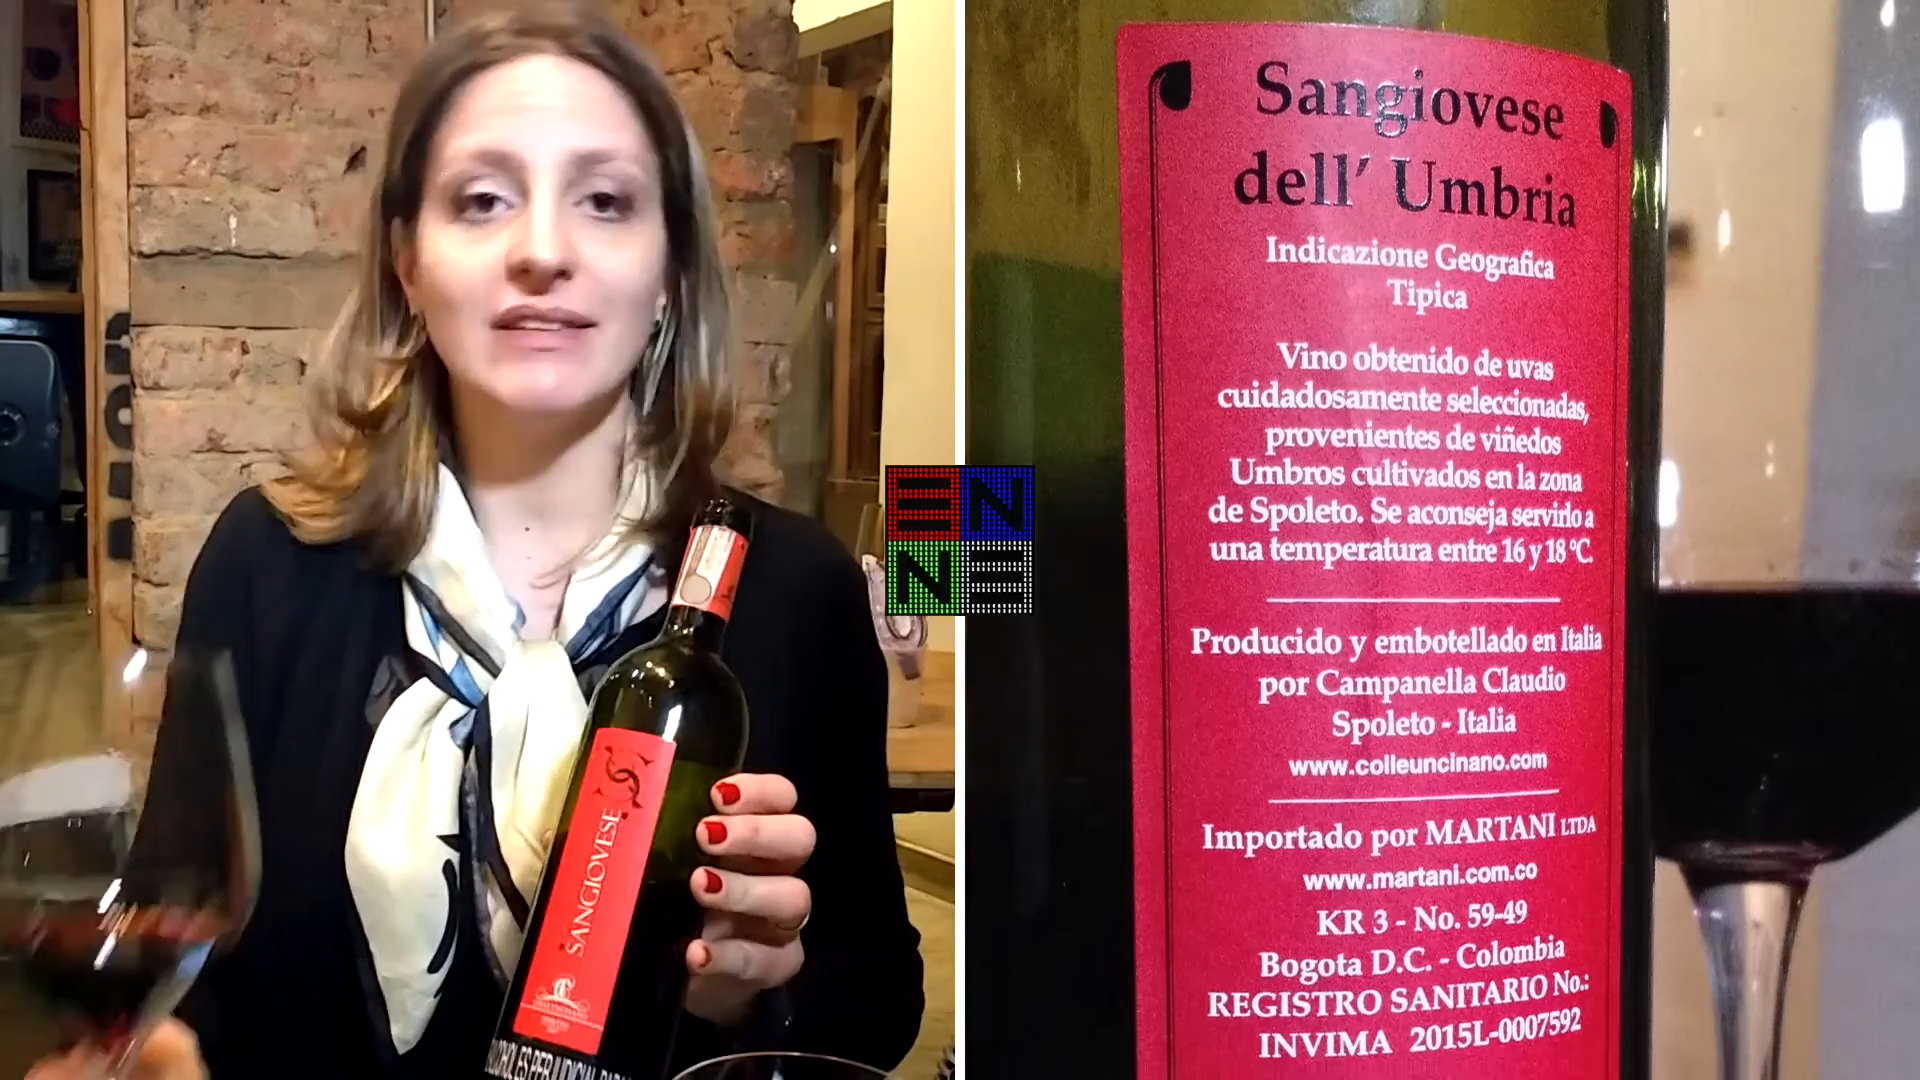 SANGIOVESE
ENNE
Sangiovese
dell' Umbria
Indicazione Geografica
Tipica
Vino obtenido de uvas
cuidadosamente seleccionadas,
provenientes de viñedos
Umbros cultivados en la zona
de Spoleto. Se aconseja servirlo a
una temperatura entre 16 y 18 °C.
Producido y embotellado en Italia
por Campanella Claudio
Spoleto - Italia
www.colleuncinano.com
Importado por MARTANI LTDA
www.martani.com.co
KR 3 - No. 59-49
Bogota D.C. - Colombia
REGISTRO SANITARIO No.:
INVIMA 2015L-0007592